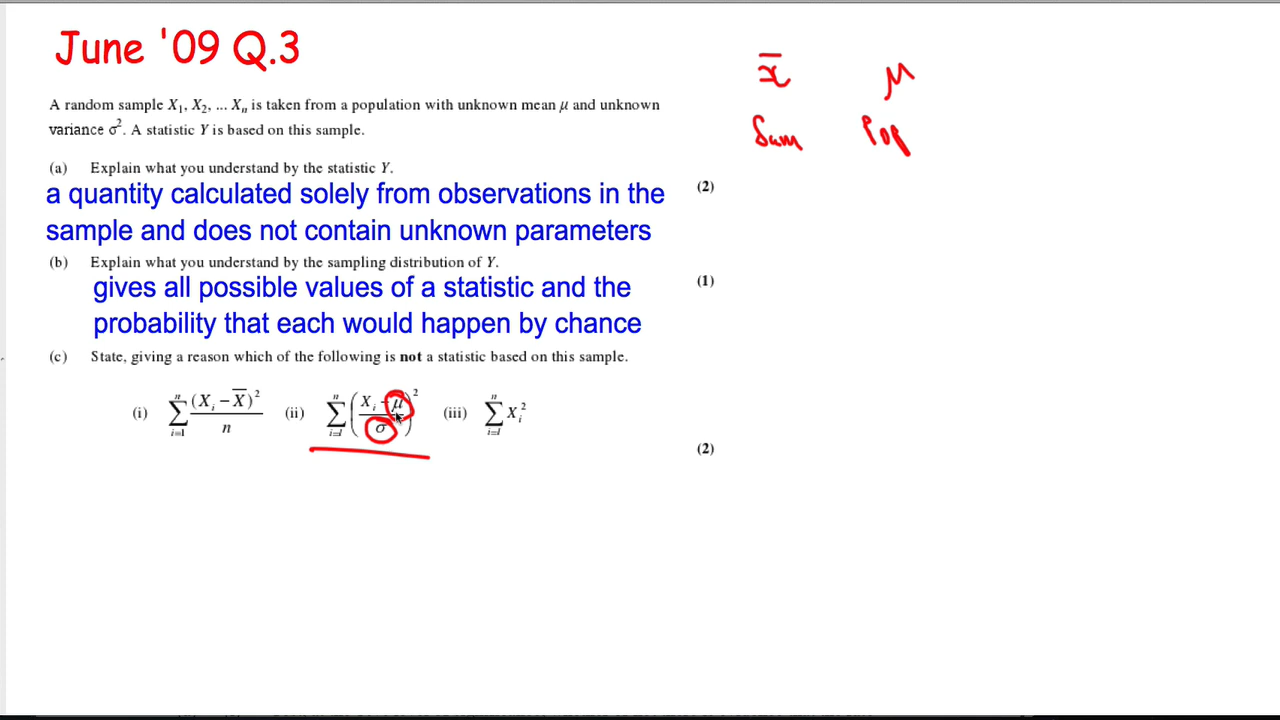 June '09 Q.3
x̄ μ
Sam Pop
A random sample X₁, X₂, ... Xₙ is taken from a population with unknown mean μ and unknown
variance σ². A statistic Y is based on this sample.
(a) Explain what you understand by the statistic Y.
(2)
a quantity calculated solely from observations in the
sample and does not contain unknown parameters
(b) Explain what you understand by the sampling distribution of Y.
(1)
gives all possible values of a statistic and the
probability that each would happen by chance
(c) State, giving a reason which of the following is not a statistic based on this sample.
(i) ∑ᵢ₌₁ⁿ (Xᵢ − X̄)² / n (ii) ∑ᵢ₌₁ⁿ ((Xᵢ − μ) / σ)² (iii) ∑ᵢ₌₁ⁿ Xᵢ²
(2)